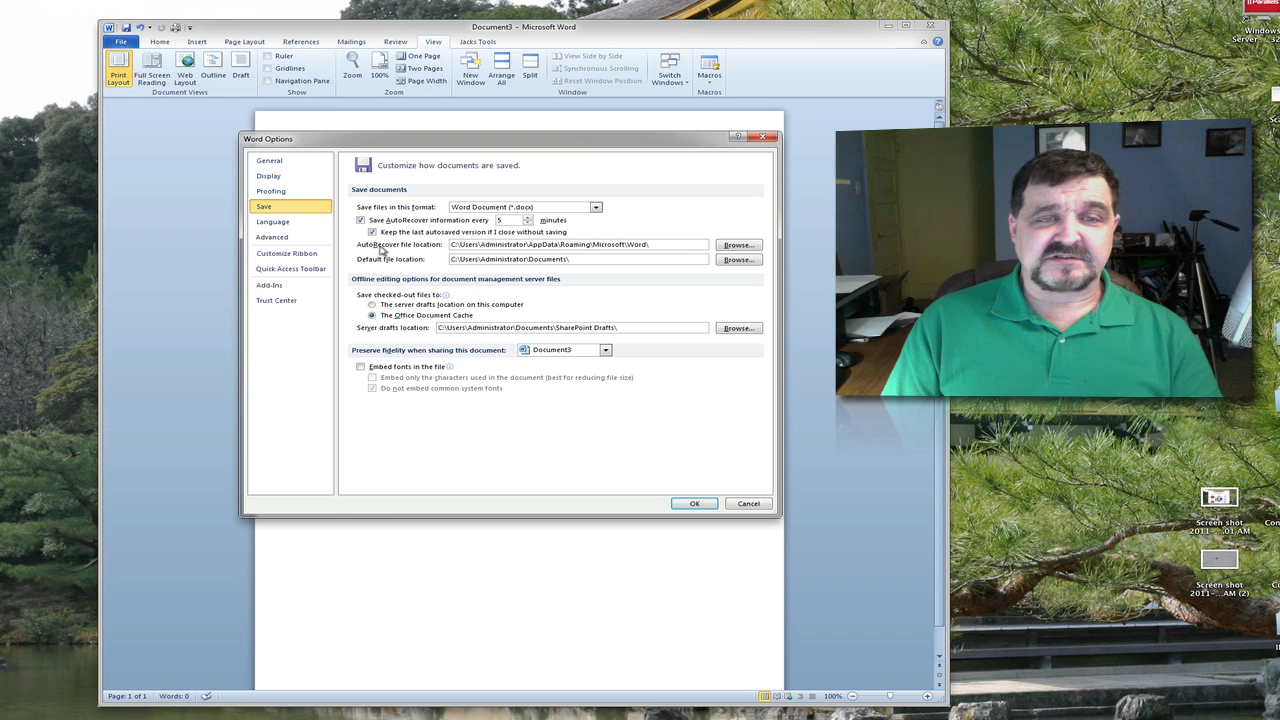 Document3 - Microsoft Word
File Home Insert Page Layout References Mailings Review View Jacks Tools
Print Layout
Full Screen Reading
Web Layout
Outline
Draft
Document Views
Ruler
Gridlines
Navigation Pane
Show
Zoom
100%
One Page
Two Pages
Page Width
Zoom
New Window
Arrange All
Split
View Side by Side
Synchronous Scrolling
Reset Window Position
Window
Switch Windows
Macros
Macros
Word Options
General
Display
Proofing
Save
Language
Advanced
Customize Ribbon
Quick Access Toolbar
Add-Ins
Trust Center
Customize how documents are saved.
Save documents
Save files in this format: Word Document (*.docx)
Save AutoRecover information every 5 minutes
Keep the last autosaved version if I close without saving
AutoRecover file location: C:\Users\Administrator\AppData\Roaming\Microsoft\Word\ Browse...
Default file location: C:\Users\Administrator\Documents\ Browse...
Offline editing options for document management server files
Save checked-out files to:
The server drafts location on this computer
The Office Document Cache
Server drafts location: C:\Users\Administrator\Documents\SharePoint Drafts\ Browse...
Preserve fidelity when sharing this document: Document3
Embed fonts in the file
Embed only the characters used in the document (best for reducing file size)
Do not embed common system fonts
OK Cancel
Page: 1 of 1 Words: 0 100%
Parallels
Windows
Server
Screen shot
2011-...01 AM
Screen shot
2011-...AM (2)